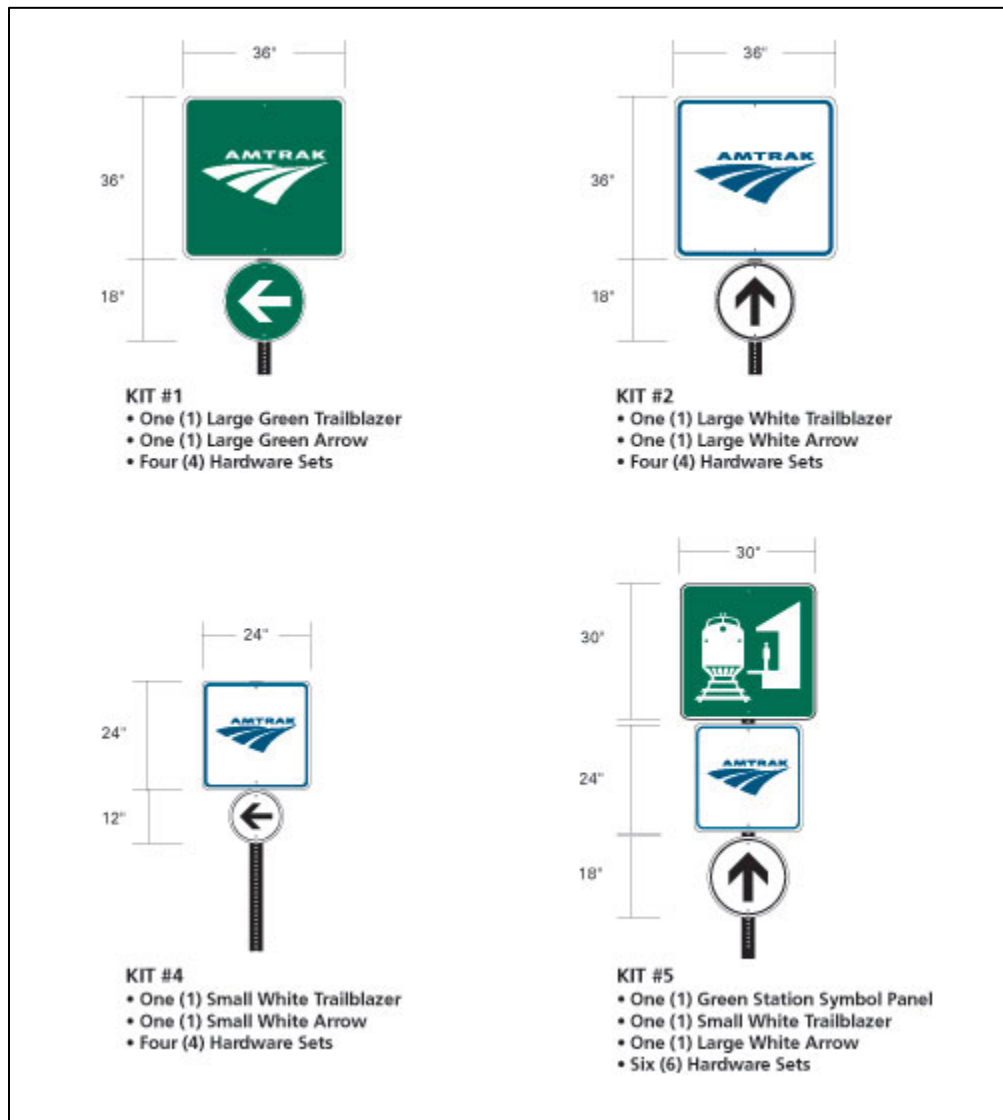 36"
36"
AMTRAK
18"
KIT #1
• One (1) Large Green Trailblazer
• One (1) Large Green Arrow
• Four (4) Hardware Sets
36"
36"
AMTRAK
18"
KIT #2
• One (1) Large White Trailblazer
• One (1) Large White Arrow
• Four (4) Hardware Sets
24"
24"
AMTRAK
12"
KIT #4
• One (1) Small White Trailblazer
• One (1) Small White Arrow
• Four (4) Hardware Sets
30"
30"
24"
AMTRAK
18"
KIT #5
• One (1) Green Station Symbol Panel
• One (1) Small White Trailblazer
• One (1) Large White Arrow
• Six (6) Hardware Sets